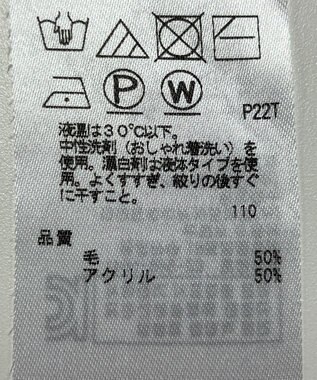 P W
P22T
液温は30℃以下。
中性洗剤（おしゃれ着洗い）を
使用。漂白剤は液体タイプを使
用。よくすすぎ、絞りの後すぐ
に干すこと。
110
品質
毛 50%
アクリル 50%